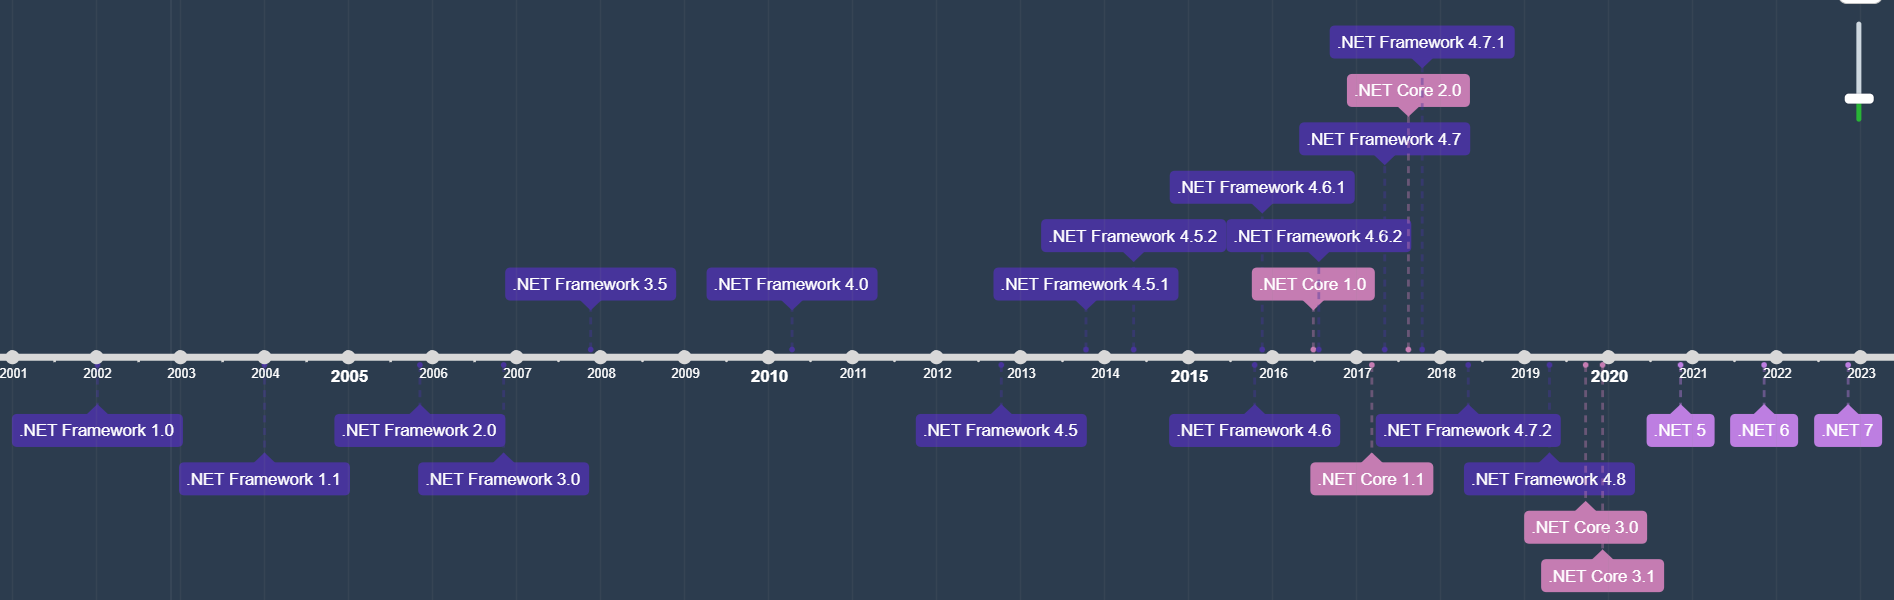 .NET Framework 4.7.1
.NET Core 2.0
.NET Framework 4.7
.NET Framework 4.6.1
.NET Framework 4.5.2 .NET Framework 4.6.2
.NET Framework 3.5 .NET Framework 4.0 .NET Framework 4.5.1 .NET Core 1.0
2001 2002 2003 2004 2005 2006 2007 2008 2009 2010 2011 2012 2013 2014 2015 2016 2017 2018 2019 2020 2021 2022 2023
.NET Framework 1.0 .NET Framework 2.0 .NET Framework 4.5 .NET Framework 4.6 .NET Framework 4.7.2 .NET 5 .NET 6 .NET 7
.NET Framework 1.1 .NET Framework 3.0 .NET Core 1.1 .NET Framework 4.8
.NET Core 3.0
.NET Core 3.1